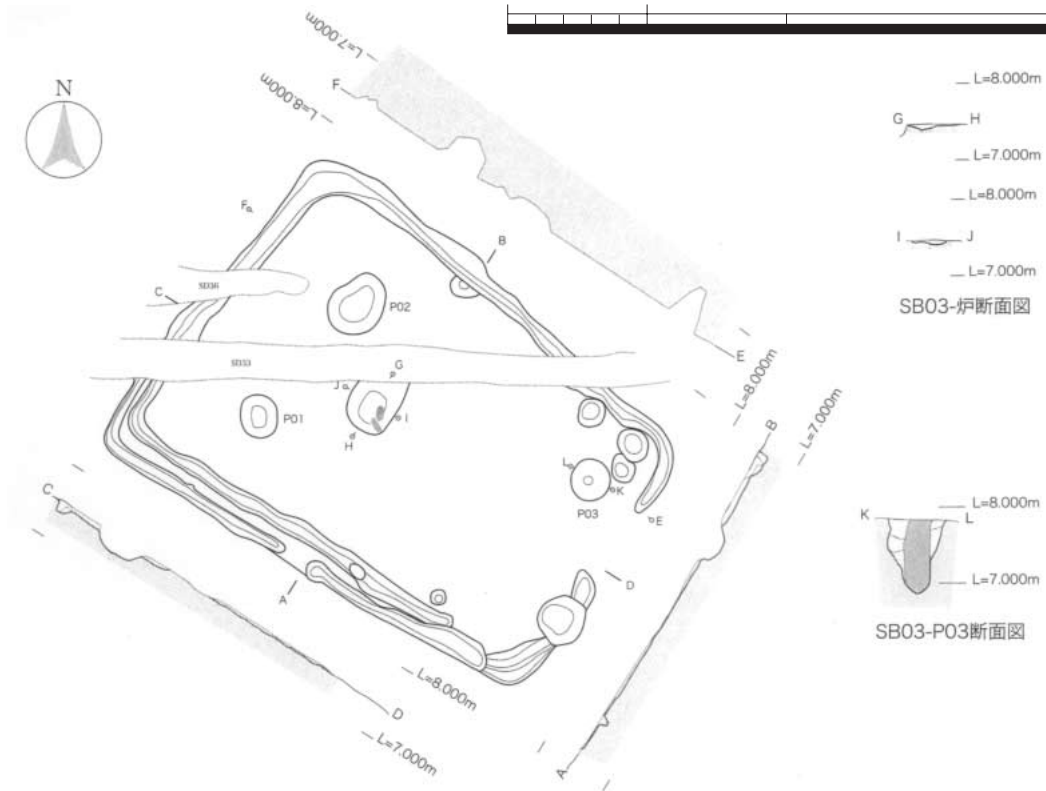 L=7.000m
L=8.000m
F
E
L=8.000m
L=7.000m
N
F
B
C
SD36
P02
SD33
G
J
I
H
P01
L
K
P03
E
D
A
C
D
L=8.000m
L=7.000m
B
A
L=8.000m
G H
L=7.000m
L=8.000m
I J
L=7.000m
SB03-炉断面図
L=8.000m
K L
L=7.000m
SB03-P03断面図